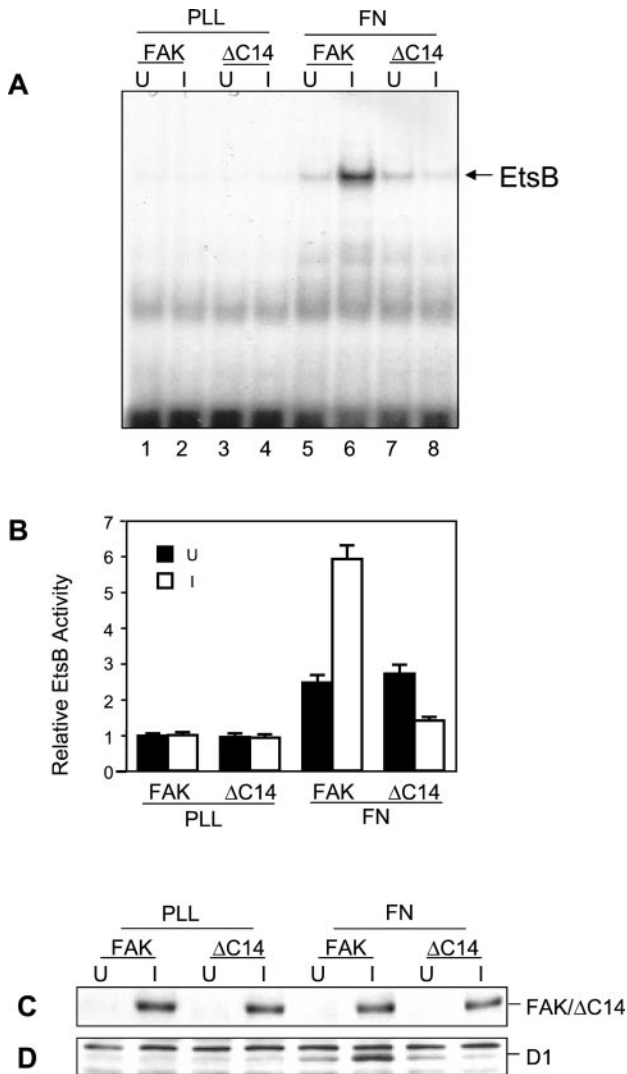 PLL FN
FAK ΔC14 FAK ΔC14
U I U I U I U I
A
EtsB
1 2 3 4 5 6 7 8
B
Relative EtsB Activity
7
6
5
4
3
2
1
0
U
I
FAK ΔC14 FAK ΔC14
PLL FN
PLL FN
FAK ΔC14 FAK ΔC14
U I U I U I U I
C FAK/ΔC14
D D1